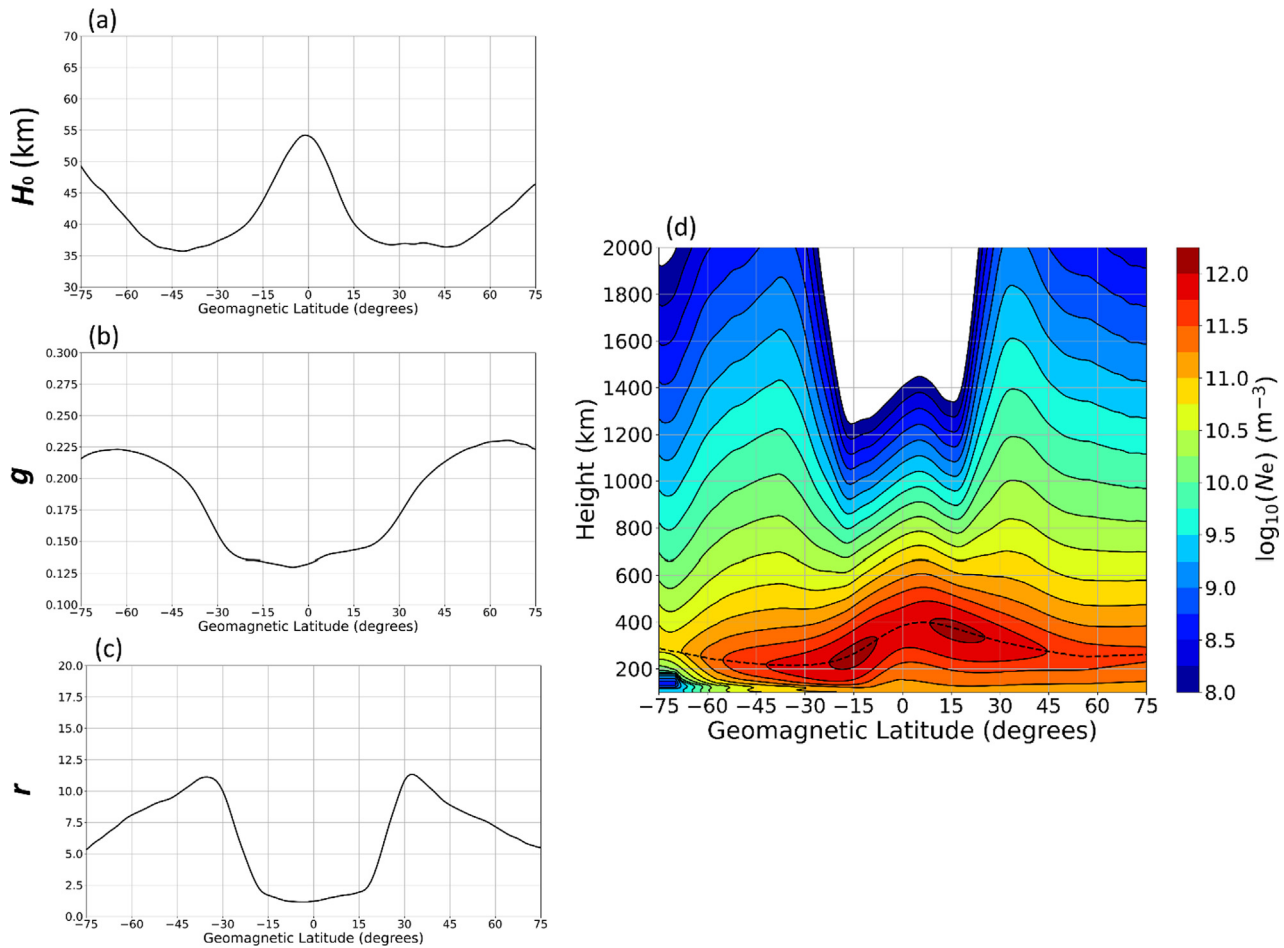 (a)
70
65
60
55
50
45
40
35
30
H₀ (km)
−75 −60 −45 −30 −15 0 15 30 45 60 75
Geomagnetic Latitude (degrees)
(b)
0.300
0.275
0.250
0.225
0.200
0.175
0.150
0.125
0.100
g
−75 −60 −45 −30 −15 0 15 30 45 60 75
Geomagnetic Latitude (degrees)
(c)
20.0
17.5
15.0
12.5
10.0
7.5
5.0
2.5
0.0
r
−75 −60 −45 −30 −15 0 15 30 45 60 75
Geomagnetic Latitude (degrees)
(d)
2000
1800
1600
1400
1200
1000
800
600
400
200
Height (km)
−75 −60 −45 −30 −15 0 15 30 45 60 75
Geomagnetic Latitude (degrees)
12.0
11.5
11.0
10.5
10.0
9.5
9.0
8.5
8.0
log₁₀(Ne) (m⁻³)